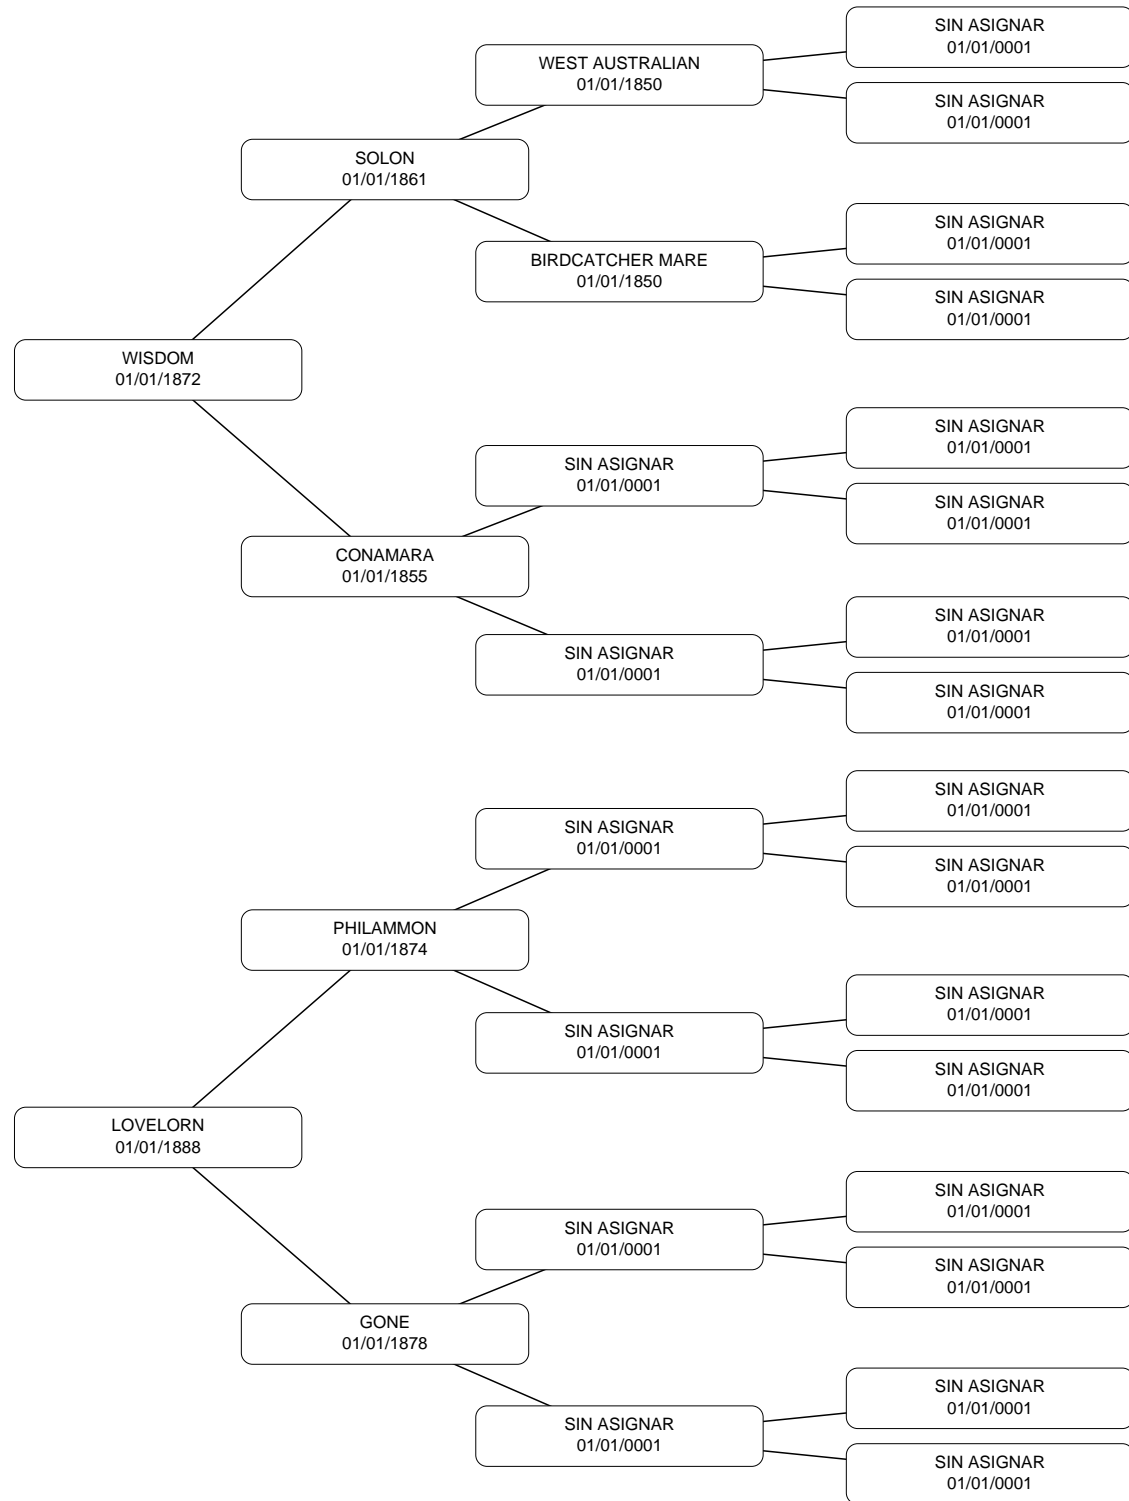 SIN ASIGNAR
01/01/0001
WEST AUSTRALIAN
01/01/1850
SIN ASIGNAR
01/01/0001
SOLON
01/01/1861
SIN ASIGNAR
01/01/0001
BIRDCATCHER MARE
01/01/1850
SIN ASIGNAR
01/01/0001
WISDOM
01/01/1872
SIN ASIGNAR
01/01/0001
SIN ASIGNAR
01/01/0001
SIN ASIGNAR
01/01/0001
CONAMARA
01/01/1855
SIN ASIGNAR
01/01/0001
SIN ASIGNAR
01/01/0001
SIN ASIGNAR
01/01/0001
SIN ASIGNAR
01/01/0001
SIN ASIGNAR
01/01/0001
SIN ASIGNAR
01/01/0001
PHILAMMON
01/01/1874
SIN ASIGNAR
01/01/0001
SIN ASIGNAR
01/01/0001
SIN ASIGNAR
01/01/0001
LOVELORN
01/01/1888
SIN ASIGNAR
01/01/0001
SIN ASIGNAR
01/01/0001
SIN ASIGNAR
01/01/0001
GONE
01/01/1878
SIN ASIGNAR
01/01/0001
SIN ASIGNAR
01/01/0001
SIN ASIGNAR
01/01/0001